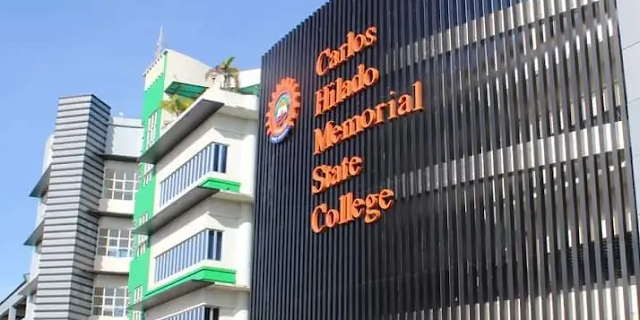 Carlos
Hilado
Memorial
State
College